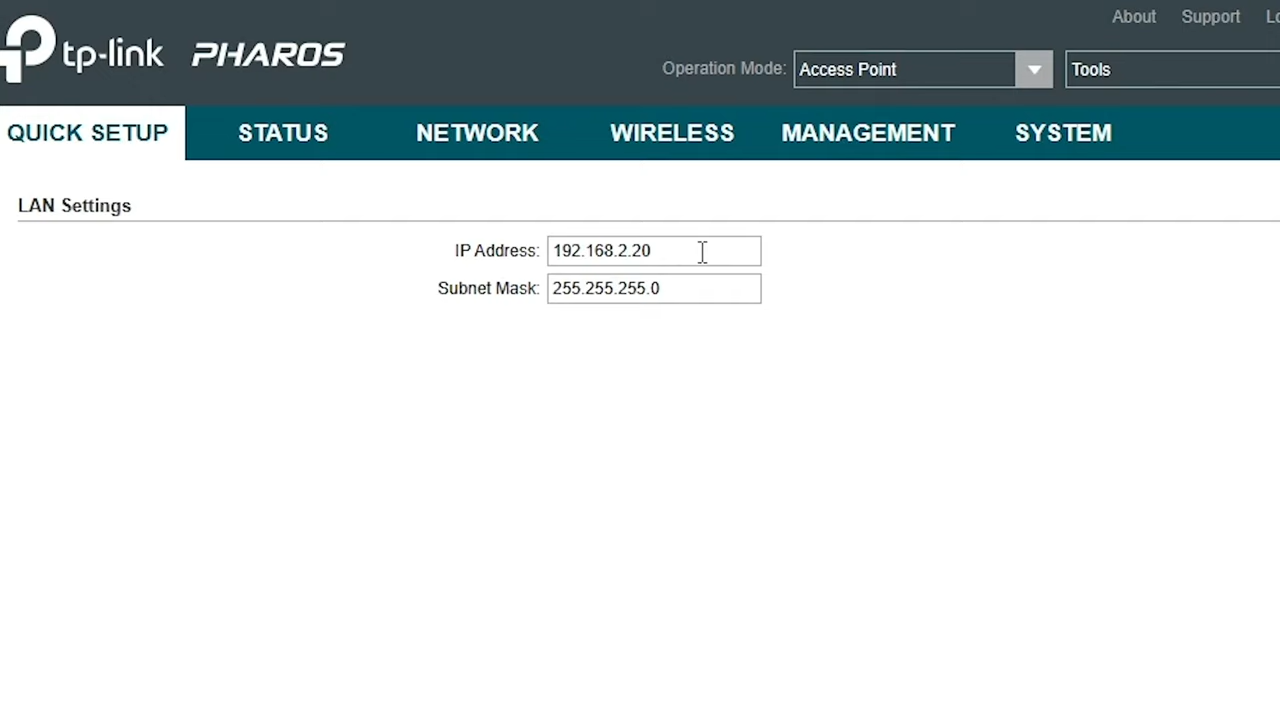 About Support
tp-link PHAROS
Operation Mode: Access Point Tools
QUICK SETUP STATUS NETWORK WIRELESS MANAGEMENT SYSTEM
LAN Settings
IP Address: 192.168.2.20
Subnet Mask: 255.255.255.0